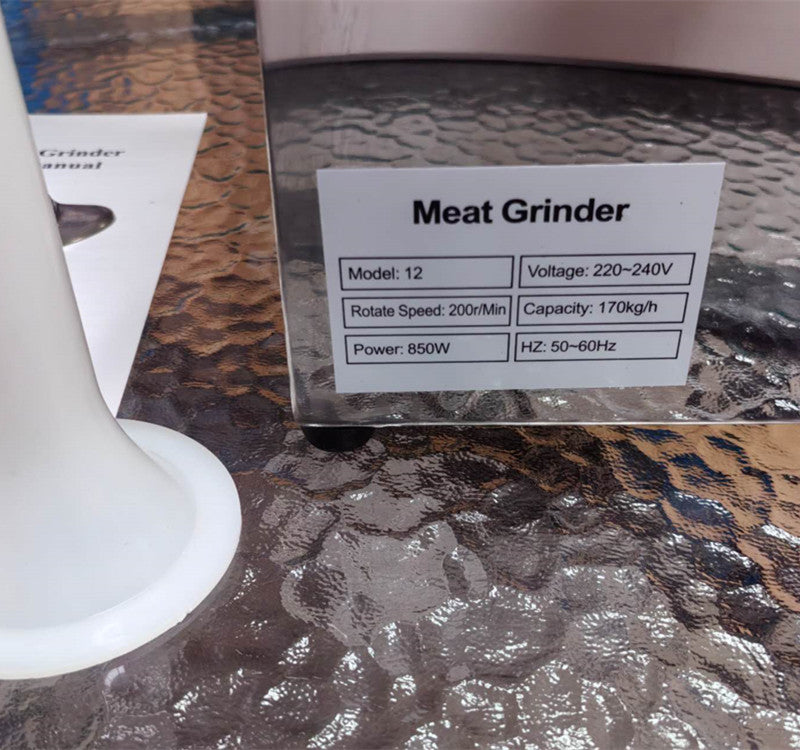 Grinder
Meat Grinder
Model: 12
Voltage: 220~240V
Rotate Speed: 200r/Min
Capacity: 170kg/h
Power: 850W
HZ: 50~60Hz